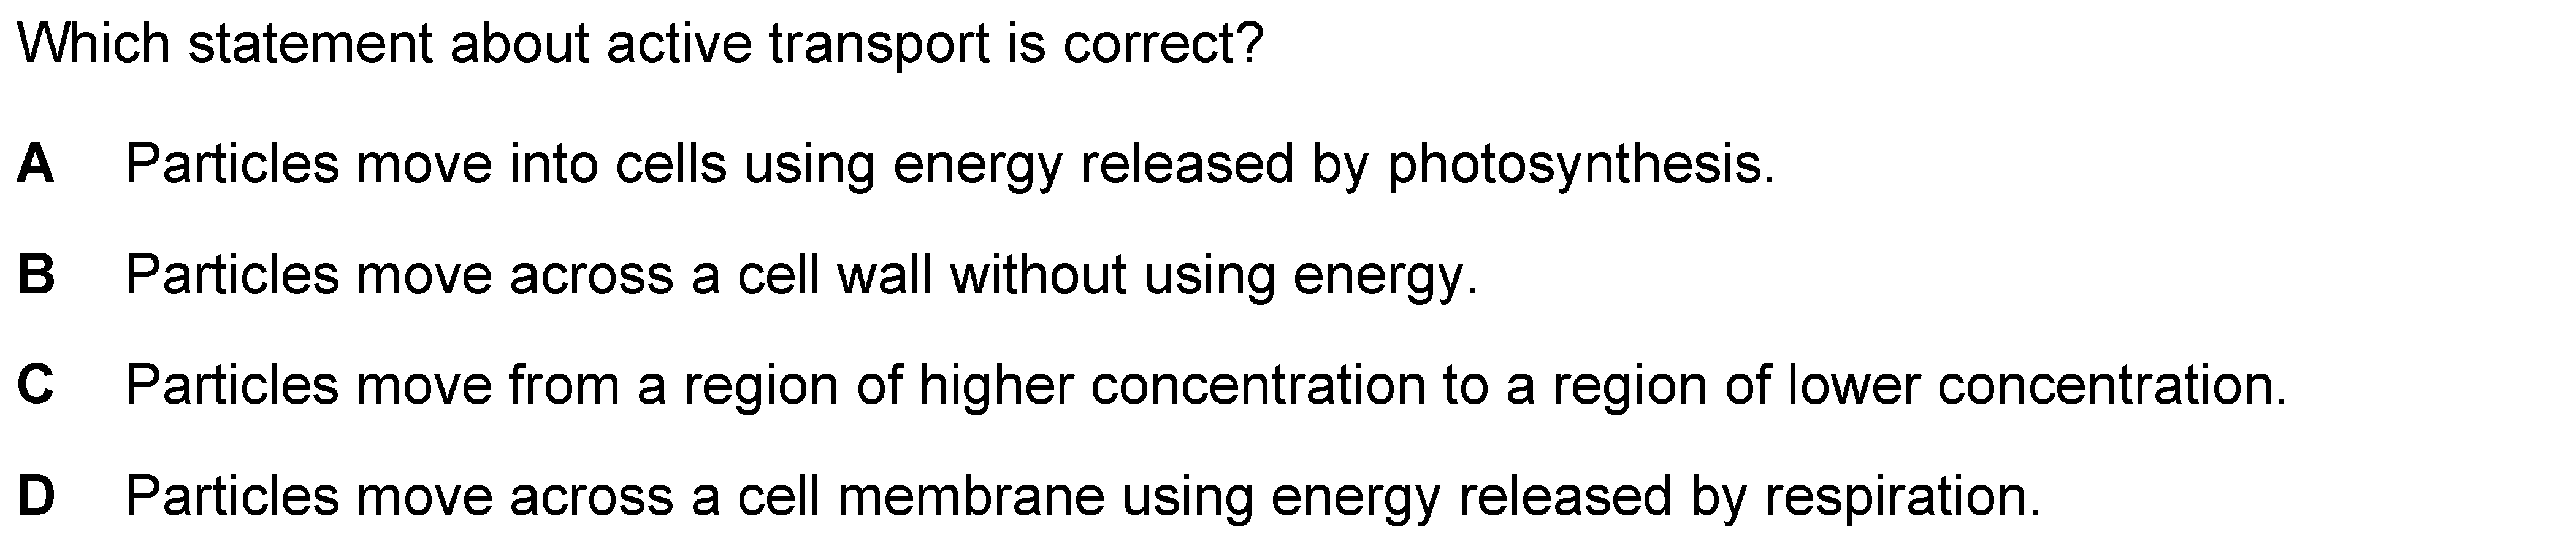 Which statement about active transport is correct?
A Particles move into cells using energy released by photosynthesis.
B Particles move across a cell wall without using energy.
C Particles move from a region of higher concentration to a region of lower concentration.
D Particles move across a cell membrane using energy released by respiration.